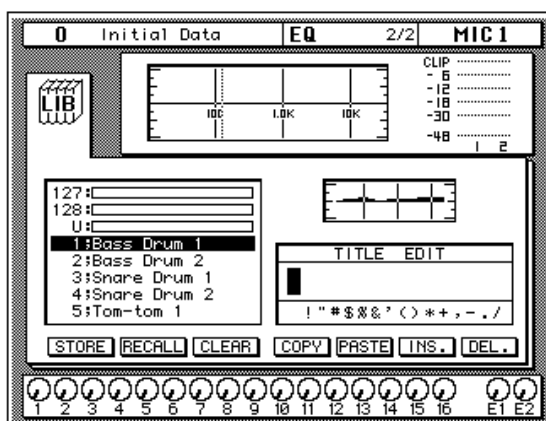 0 Initial Data EQ 2/2 MIC 1
CLIP
- 6
-12
-18
-30
-48
1 2
LIB
100 1.0K 10K
127:
128:
U:
1;Bass Drum 1
2;Bass Drum 2
3;Snare Drum 1
4;Snare Drum 2
5;Tom-tom 1
TITLE EDIT
!"#$%&'()*+,-./
STORE RECALL CLEAR COPY PASTE INS. DEL.
1 2 3 4 5 6 7 8 9 10 11 12 13 14 15 16 E1 E2